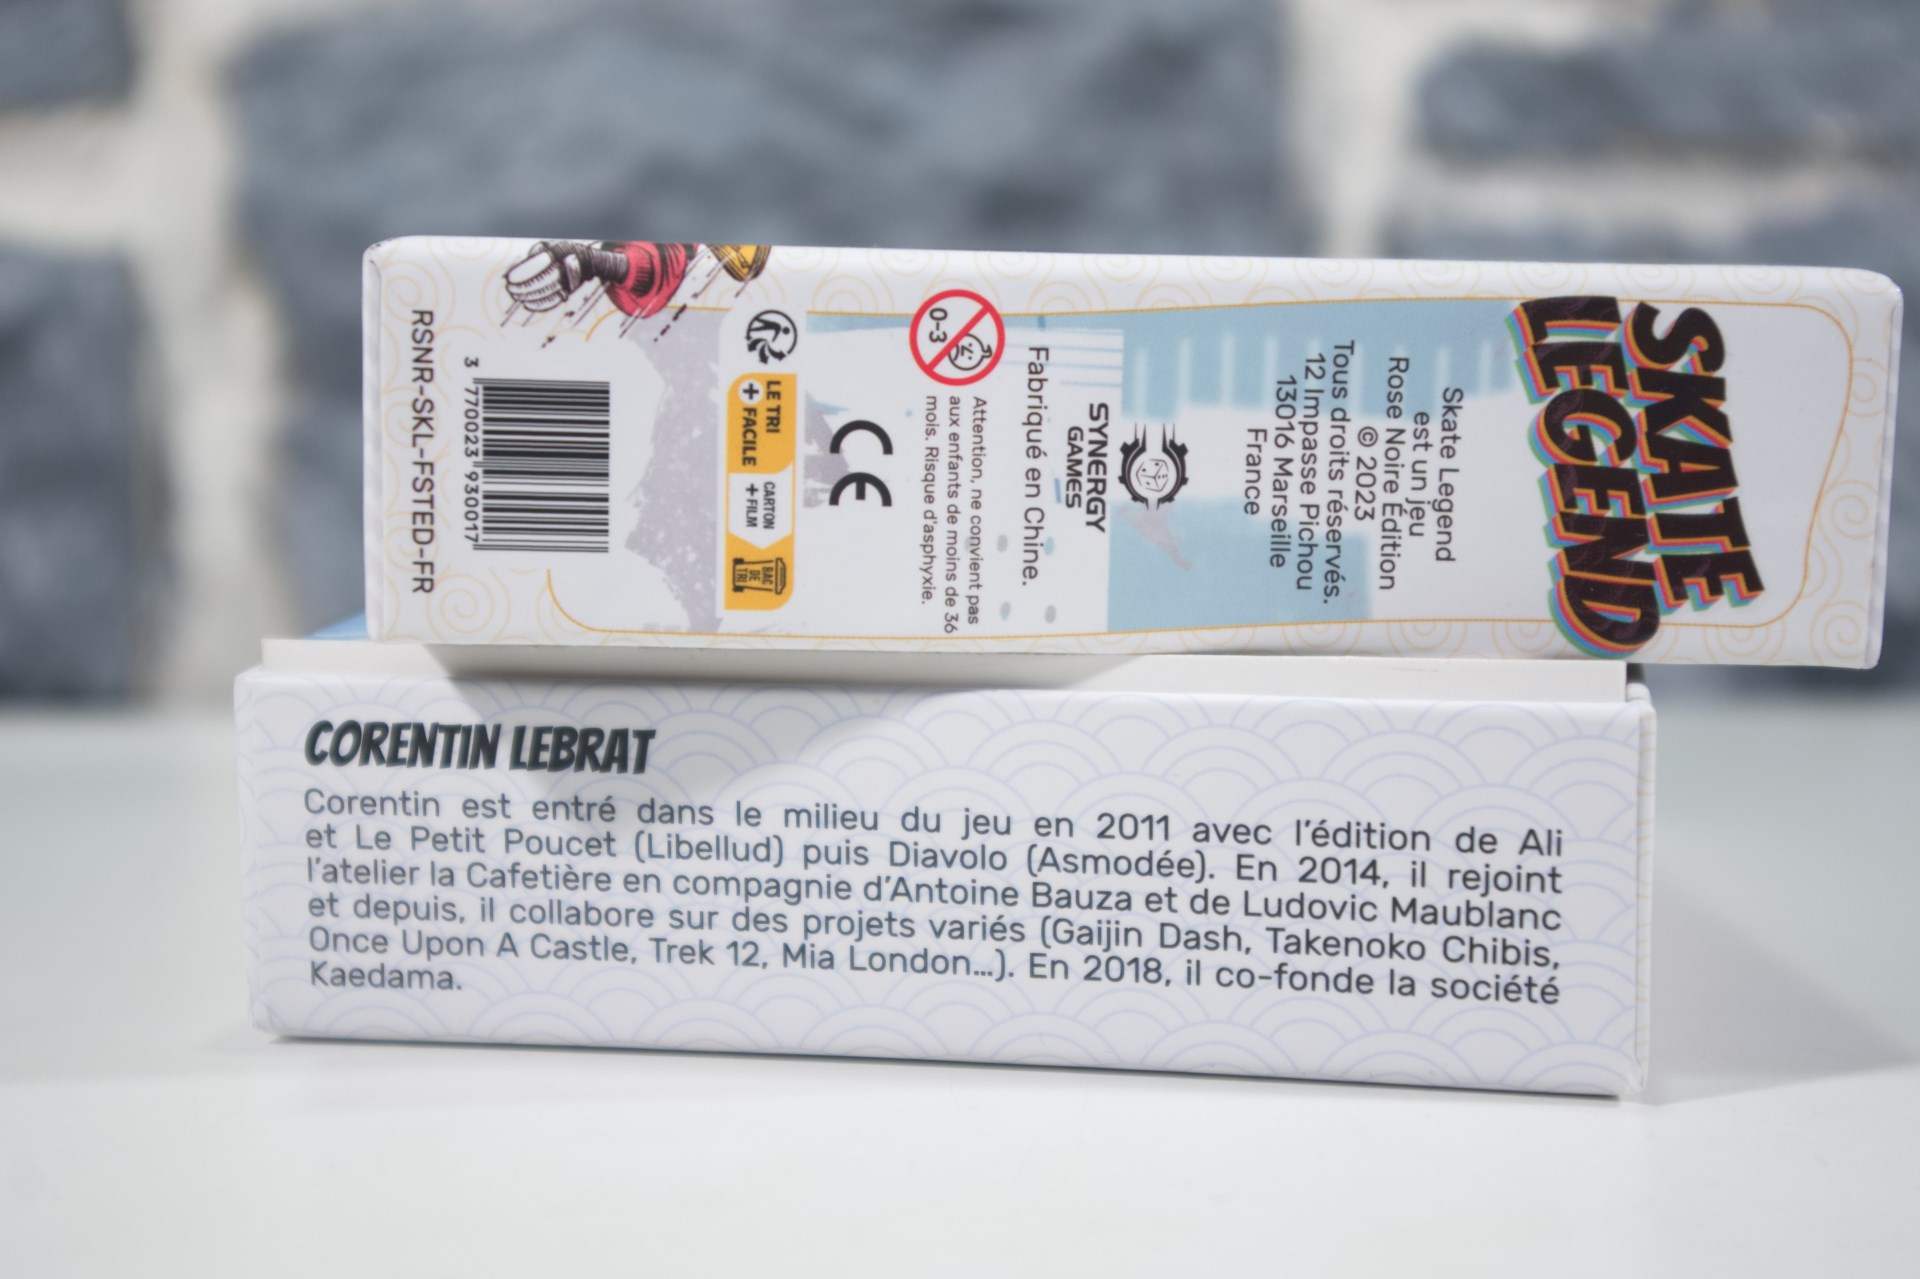 SKATE
LEGEND
Skate Legend
est un jeu
Rose Noire Édition
© 2023
Tous droits réservés.
12 Impasse Pichou
13016 Marseille
France
SYNERGY
GAMES
Fabriqué en Chine.
0-3
Attention, ne convient pas
aux enfants de moins de 36
mois. Risque d'asphyxie.
CE
LE TRI
+ FACILE
CARTON
+ FILM
BAC
DE
TRI
3 770023 930017
RSNR-SKL-FSTED-FR
CORENTIN LEBRAT
Corentin est entré dans le milieu du jeu en 2011 avec l'édition de Ali
et Le Petit Poucet (Libellud) puis Diavolo (Asmodée). En 2014, il rejoint
l'atelier la Cafetière en compagnie d'Antoine Bauza et de Ludovic Maublanc
et depuis, il collabore sur des projets variés (Gaijin Dash, Takenoko Chibis,
Once Upon A Castle, Trek 12, Mia London...). En 2018, il co-fonde la société
Kaedama.